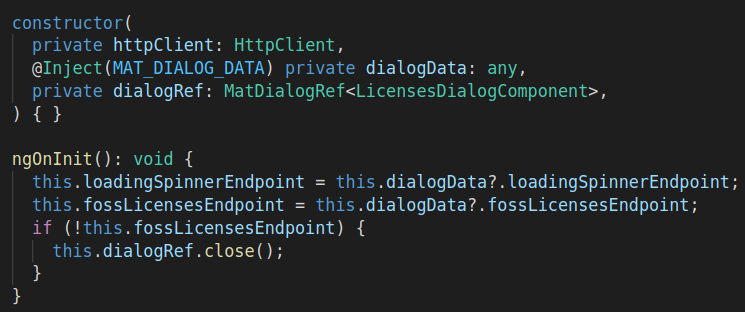 constructor(
private httpClient: HttpClient,
@Inject(MAT_DIALOG_DATA) private dialogData: any,
private dialogRef: MatDialogRef<LicensesDialogComponent>,
) { }
ngOnInit(): void {
this.loadingSpinnerEndpoint = this.dialogData?.loadingSpinnerEndpoint;
this.fossLicensesEndpoint = this.dialogData?.fossLicensesEndpoint;
if (!this.fossLicensesEndpoint) {
this.dialogRef.close();
}
}